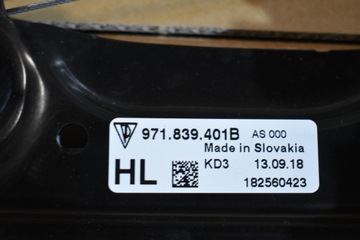 971.839.401B AS 000
Made in Slovakia
HL KD3 13.09.18
182560423